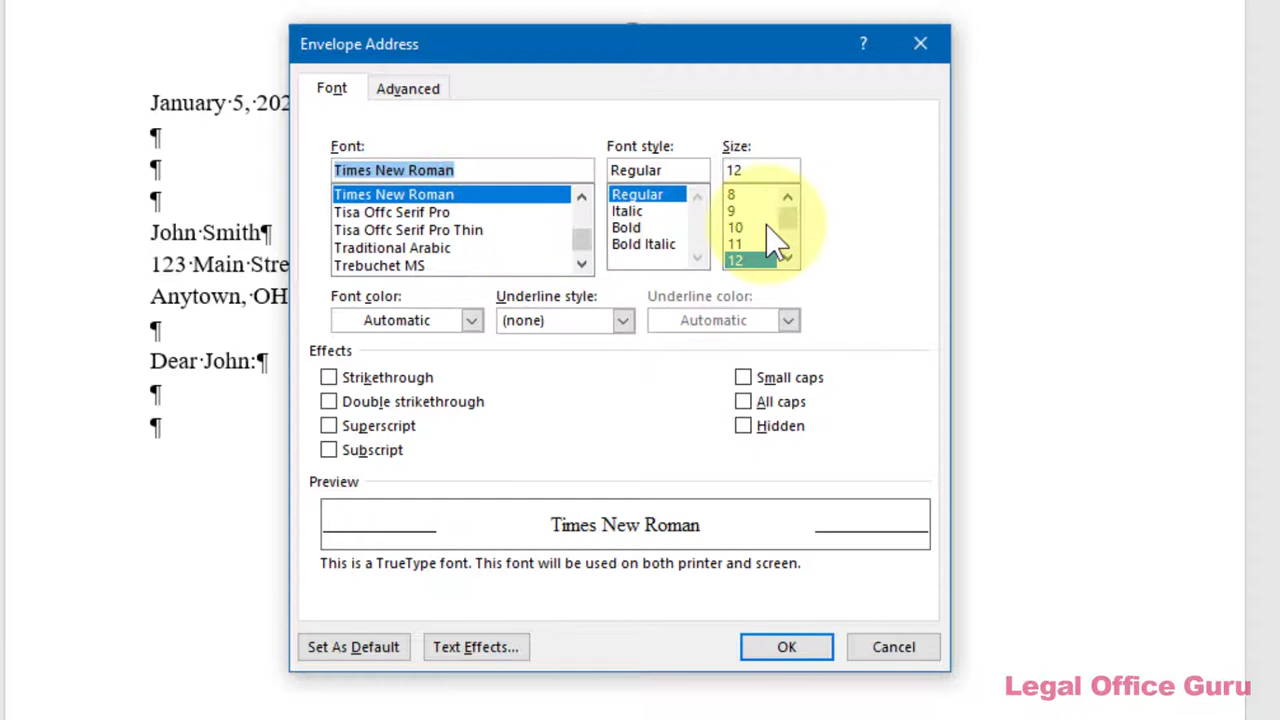 Envelope Address
?
Font
Advanced
January·5,·202
¶
¶
¶
John·Smith¶
123·Main·Stre
Anytown,·OH
¶
Dear·John:¶
¶
¶
Font:
Font style:
Size:
Times New Roman
Regular
12
Times New Roman
Tisa Offc Serif Pro
Tisa Offc Serif Pro Thin
Traditional Arabic
Trebuchet MS
Regular
Italic
Bold
Bold Italic
8
9
10
11
12
Font color:
Underline style:
Underline color:
Automatic
(none)
Automatic
Effects
Strikethrough
Double strikethrough
Superscript
Subscript
Small caps
All caps
Hidden
Preview
Times New Roman
This is a TrueType font. This font will be used on both printer and screen.
Set As Default
Text Effects...
OK
Cancel
Legal Office Guru